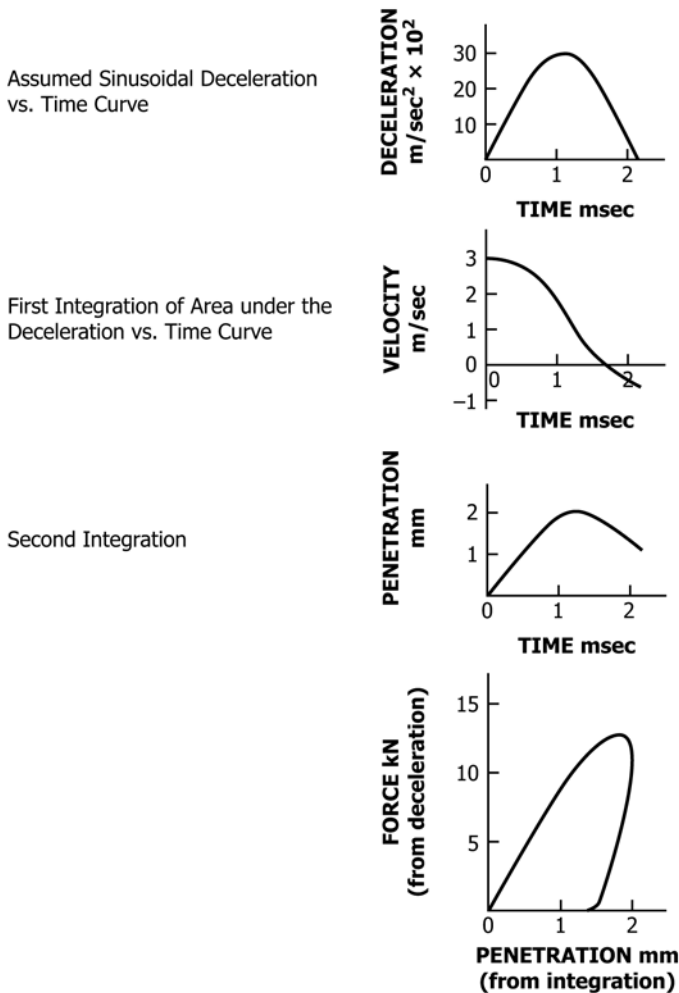 Assumed Sinusoidal Deceleration
vs. Time Curve
DECELERATION
m/sec² × 10²
30
20
10
0
1
2
TIME msec
First Integration of Area under the
Deceleration vs. Time Curve
VELOCITY
m/sec
3
2
1
0
–1
0
1
2
TIME msec
Second Integration
PENETRATION
mm
2
1
0
1
2
TIME msec
FORCE kN
(from deceleration)
15
10
5
0
1
2
PENETRATION mm
(from integration)